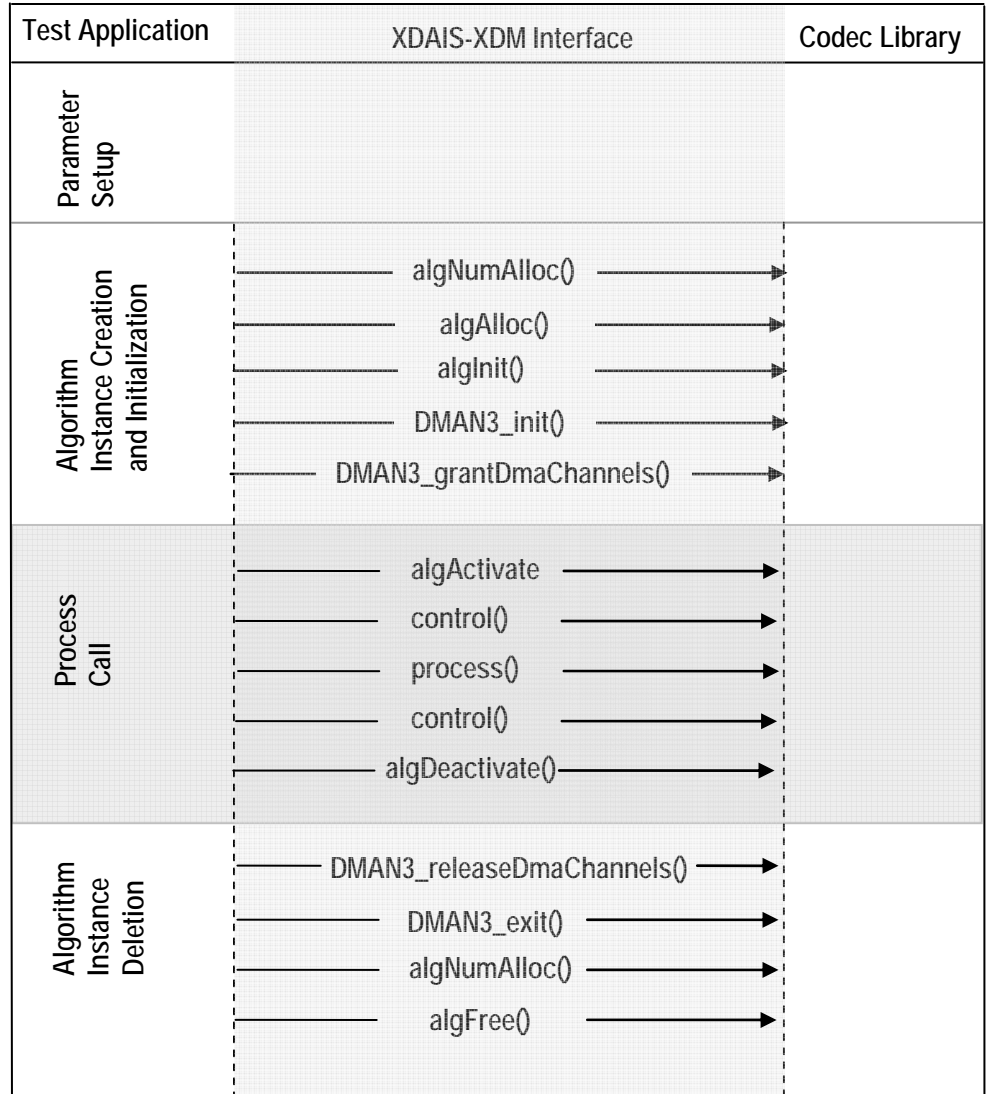 Test Application
XDAIS-XDM Interface
Codec Library
Parameter
Setup
Algorithm
Instance Creation
and Initialization
algNumAlloc()
algAlloc()
algInit()
DMAN3_init()
DMAN3_grantDmaChannels()
Process
Call
algActivate
control()
process()
control()
algDeactivate()
Algorithm
Instance
Deletion
DMAN3_releaseDmaChannels()
DMAN3_exit()
algNumAlloc()
algFree()